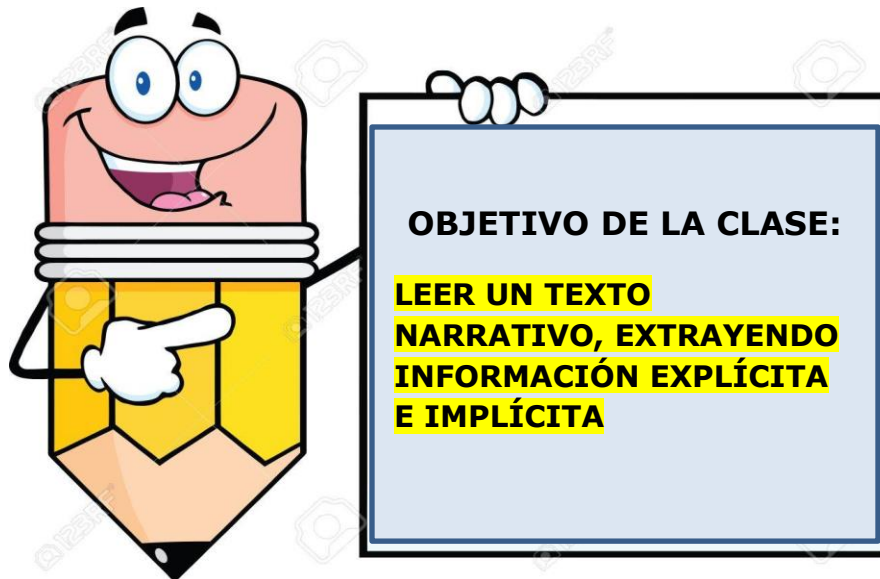 OBJETIVO DE LA CLASE:
LEER UN TEXTO
NARRATIVO, EXTRAYENDO
INFORMACIÓN EXPLÍCITA
E IMPLÍCITA